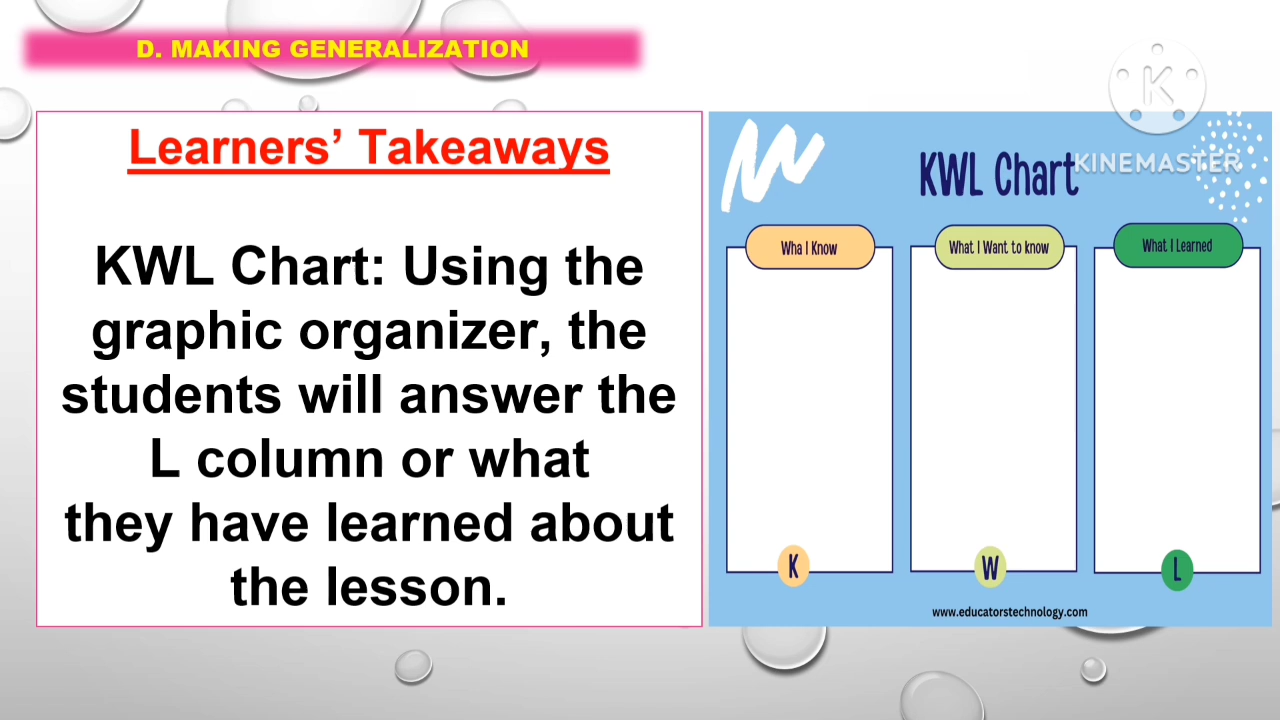 D. MAKING GENERALIZATION
Learners’ Takeaways
KWL Chart: Using the
graphic organizer, the
students will answer the
L column or what
they have learned about
the lesson.
K
KINEMASTER
KWL Chart
Wha I Know
What I Want to know
What I Learned
K
W
L
www.educatorstechnology.com